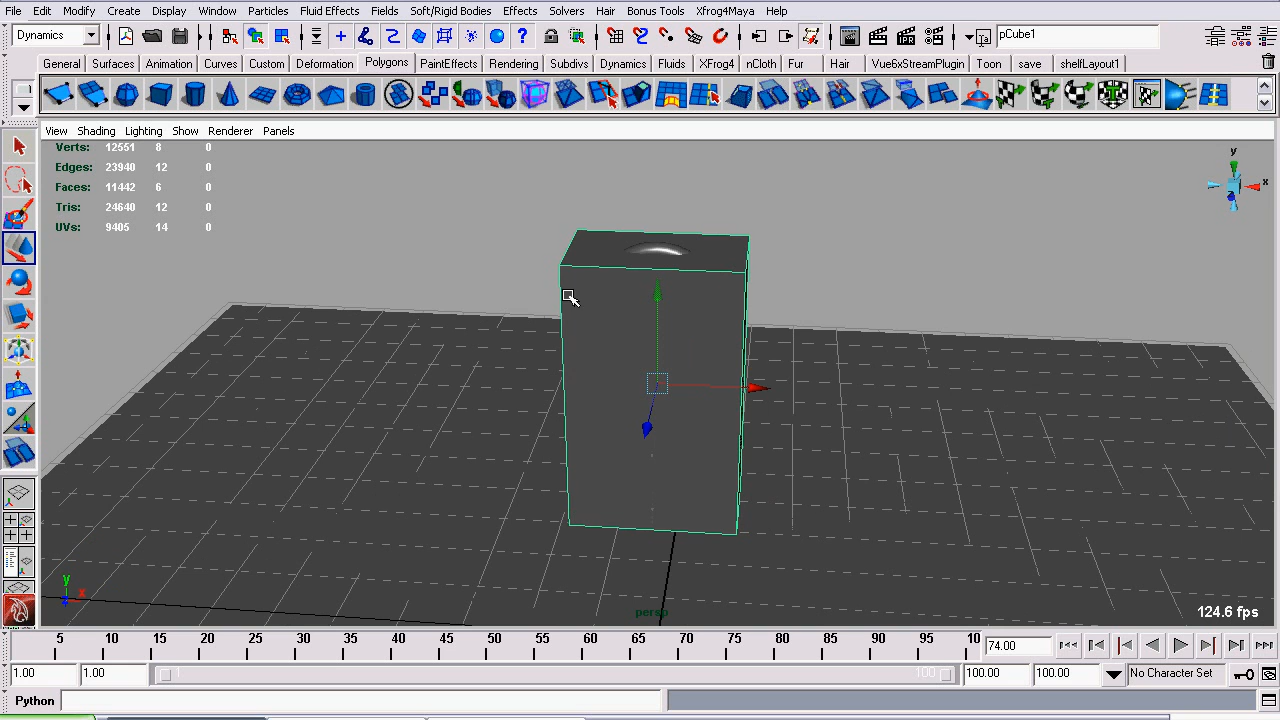 File Edit Modify Create Display Window Particles Fluid Effects Fields Soft/Rigid Bodies Effects Solvers Hair Bonus Tools Xfrog4Maya Help
Dynamics pCube1
General Surfaces Animation Curves Custom Deformation Polygons PaintEffects Rendering Subdivs Dynamics Fluids XFrog4 nCloth Fur Hair Vue6xStreamPlugin Toon save shelfLayout1
View Shading Lighting Show Renderer Panels
Verts: 12551 8 0
Edges: 23940 12 0
Faces: 11442 6 0
Tris: 24640 12 0
UVs: 9405 14 0
y
x
y
x
z
persp
124.6 fps
5 10 15 20 25 30 35 40 45 50 55 60 65 70 75 80 85 90 95 10 74.00
1.00 1.00 1 100 100.00 100.00 No Character Set
Python